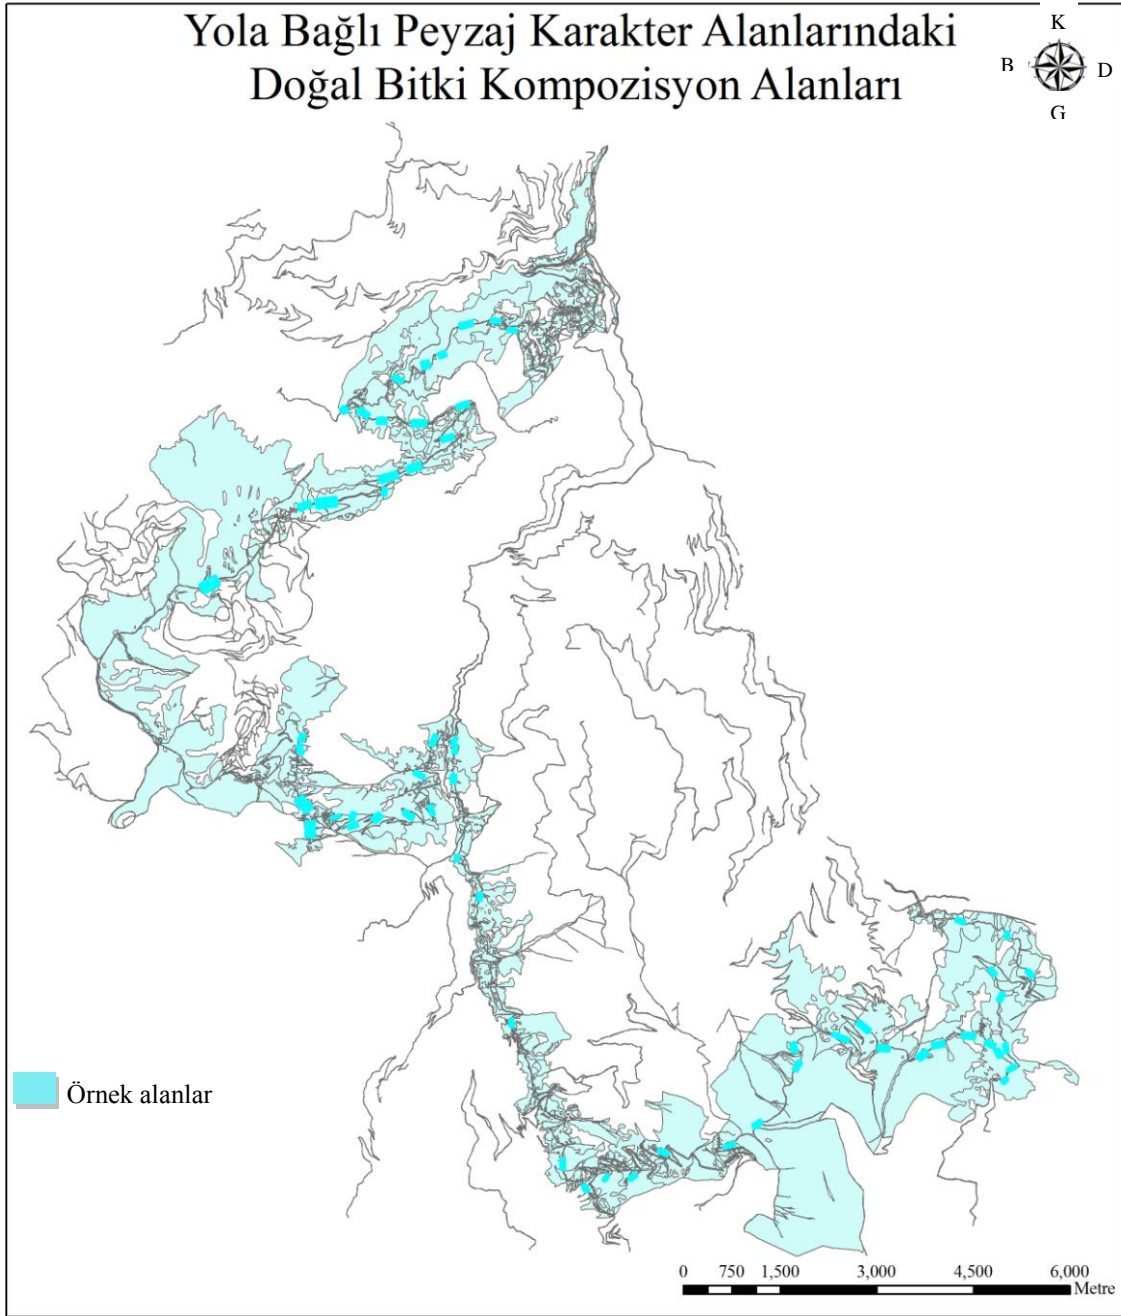 Yola Bağlı Peyzaj Karakter Alanlarındaki
Doğal Bitki Kompozisyon Alanları
K
B D
G
Örnek alanlar
0 750 1,500 3,000 4,500 6,000
Metre